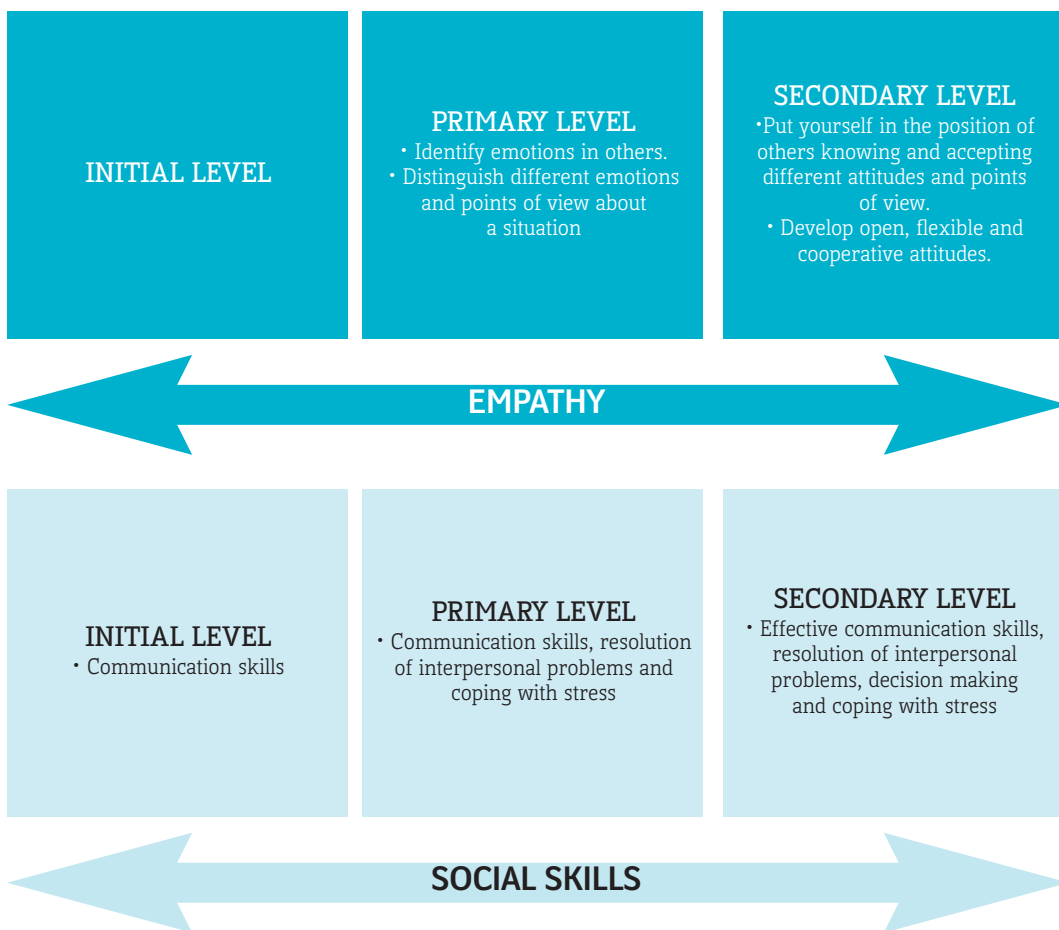 INITIAL LEVEL
PRIMARY LEVEL
• Identify emotions in others.
• Distinguish different emotions
and points of view about
a situation
SECONDARY LEVEL
•Put yourself in the position of
others knowing and accepting
different attitudes and points
of view.
• Develop open, flexible and
cooperative attitudes.
EMPATHY
INITIAL LEVEL
• Communication skills
PRIMARY LEVEL
• Communication skills, resolution
of interpersonal problems and
coping with stress
SECONDARY LEVEL
• Effective communication skills,
resolution of interpersonal
problems, decision making
and coping with stress
SOCIAL SKILLS